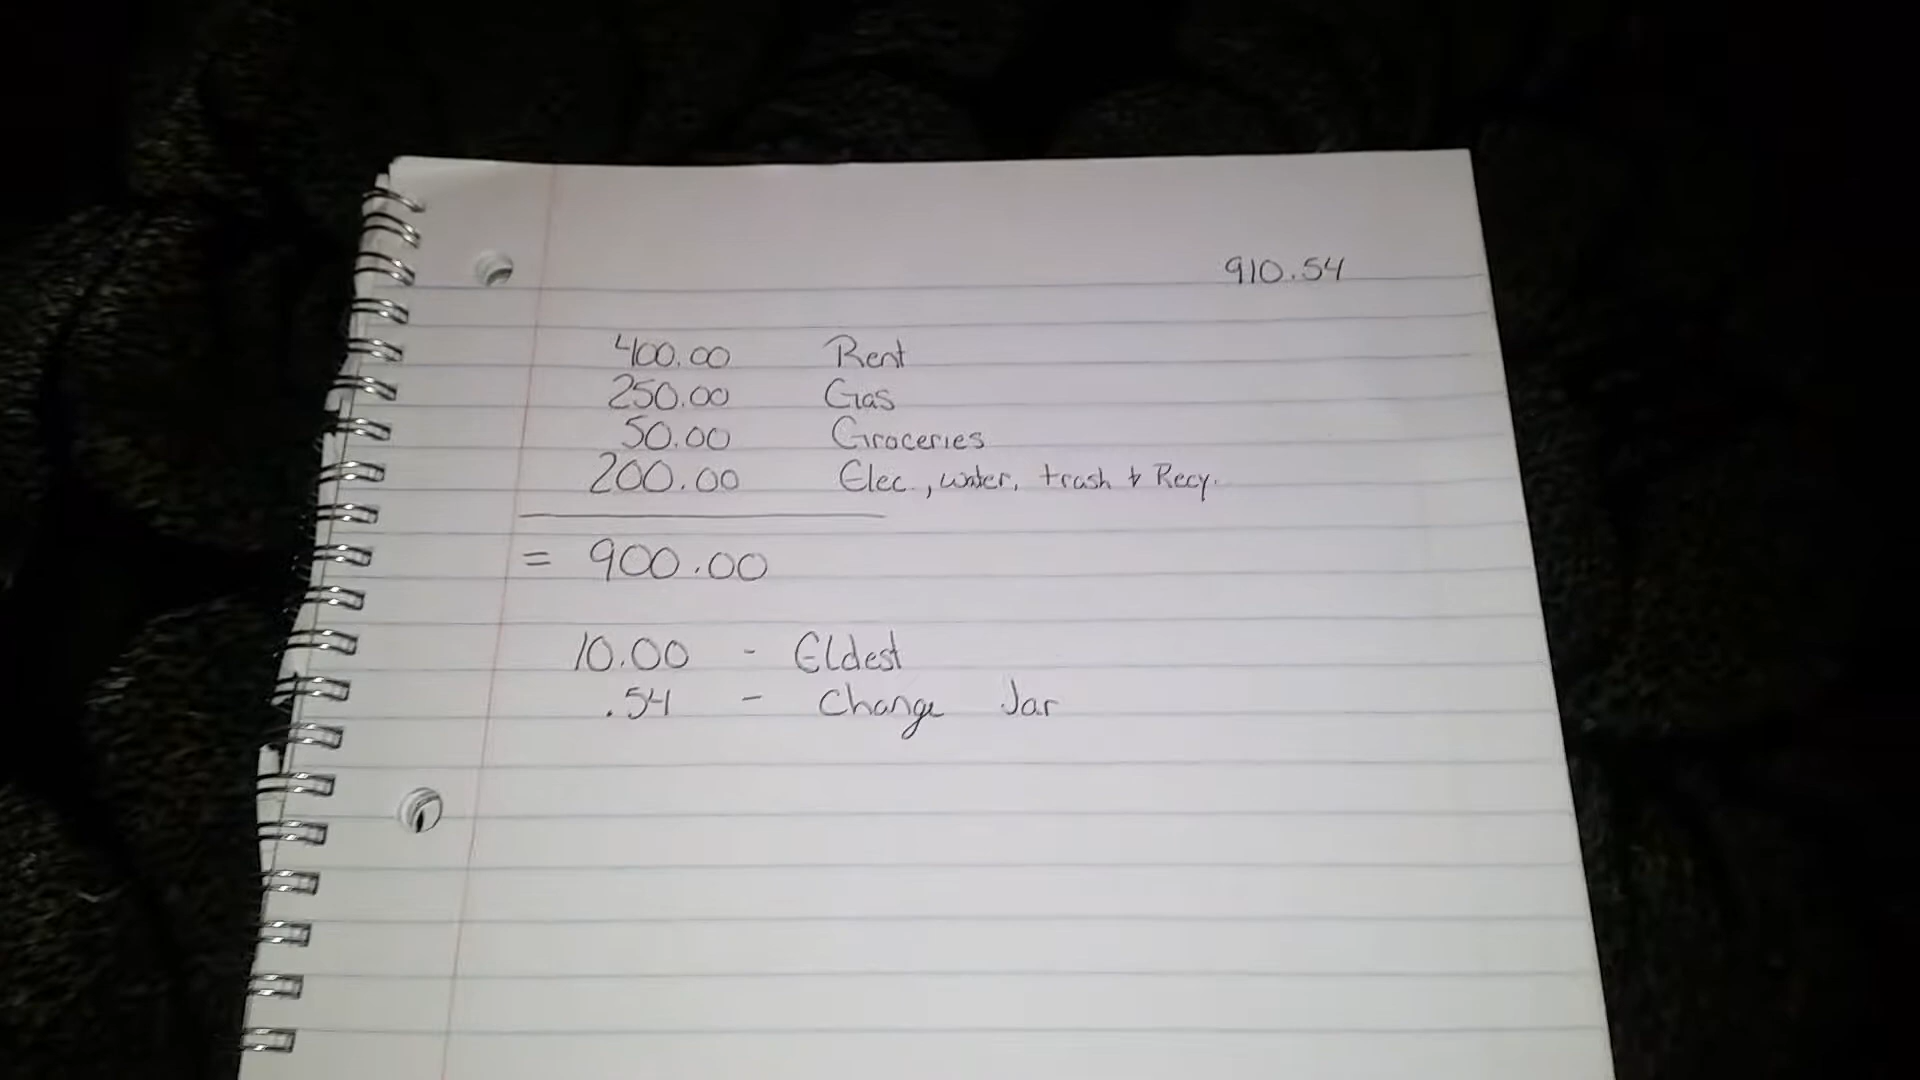 910.54
400.00 Rent
250.00 Gas
50.00 Groceries
200.00 Elec., water, trash & Recy.
= 900.00
10.00 - Eldest
.54 - Change Jar